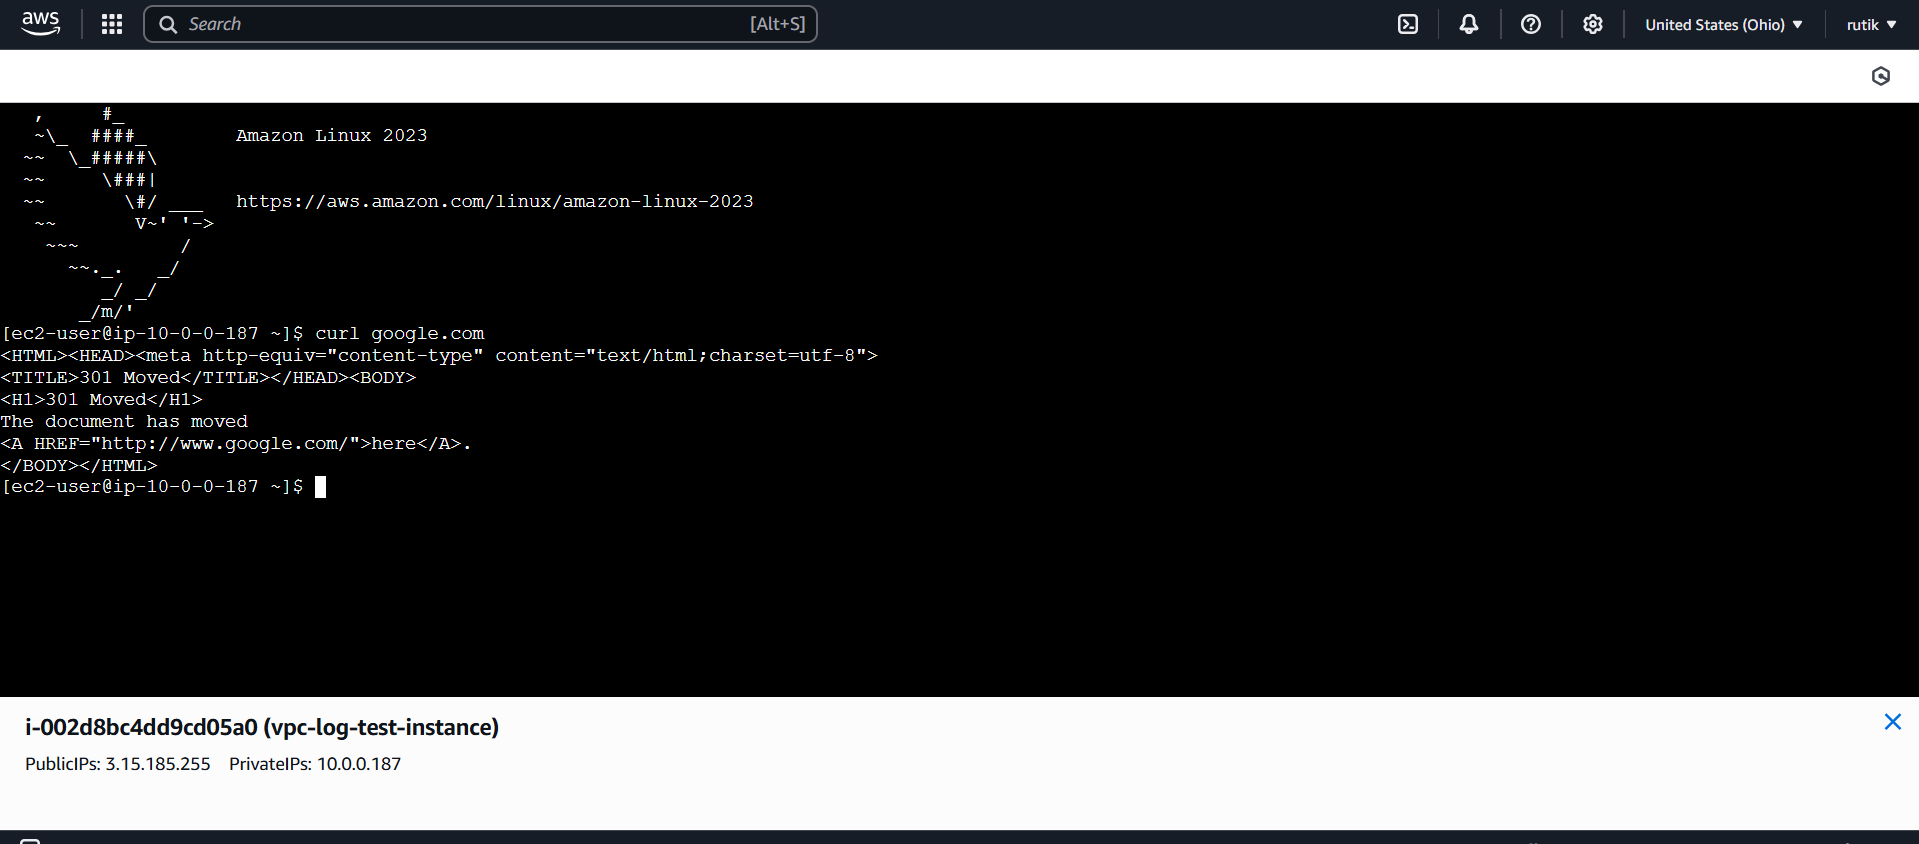 aws
Search [Alt+S] United States (Ohio) rutik
   ,     #_
   ~\_  ####_        Amazon Linux 2023
  ~~  \_#####\
  ~~     \###|
  ~~       \#/ ___   https://aws.amazon.com/linux/amazon-linux-2023
   ~~       V~' '->
    ~~~         /
      ~~._.   _/
         _/ _/
       _/m/'
[ec2-user@ip-10-0-0-187 ~]$ curl google.com
<HTML><HEAD><meta http-equiv="content-type" content="text/html;charset=utf-8">
<TITLE>301 Moved</TITLE></HEAD><BODY>
<H1>301 Moved</H1>
The document has moved
<A HREF="http://www.google.com/">here</A>.
</BODY></HTML>
[ec2-user@ip-10-0-0-187 ~]$
i-002d8bc4dd9cd05a0 (vpc-log-test-instance)
PublicIPs: 3.15.185.255 PrivateIPs: 10.0.0.187